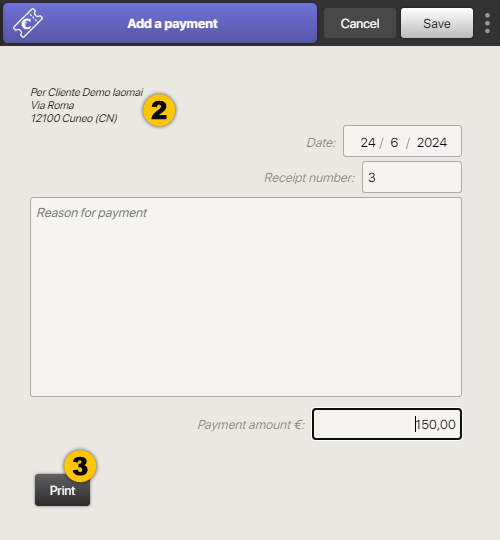 €
Add a payment
Cancel
Save
Per Cliente Demo Iaomai
Via Roma
12100 Cuneo (CN)
2
Date: 24 / 6 / 2024
Receipt number: 3
Reason for payment
Payment amount €: 150,00
3
Print